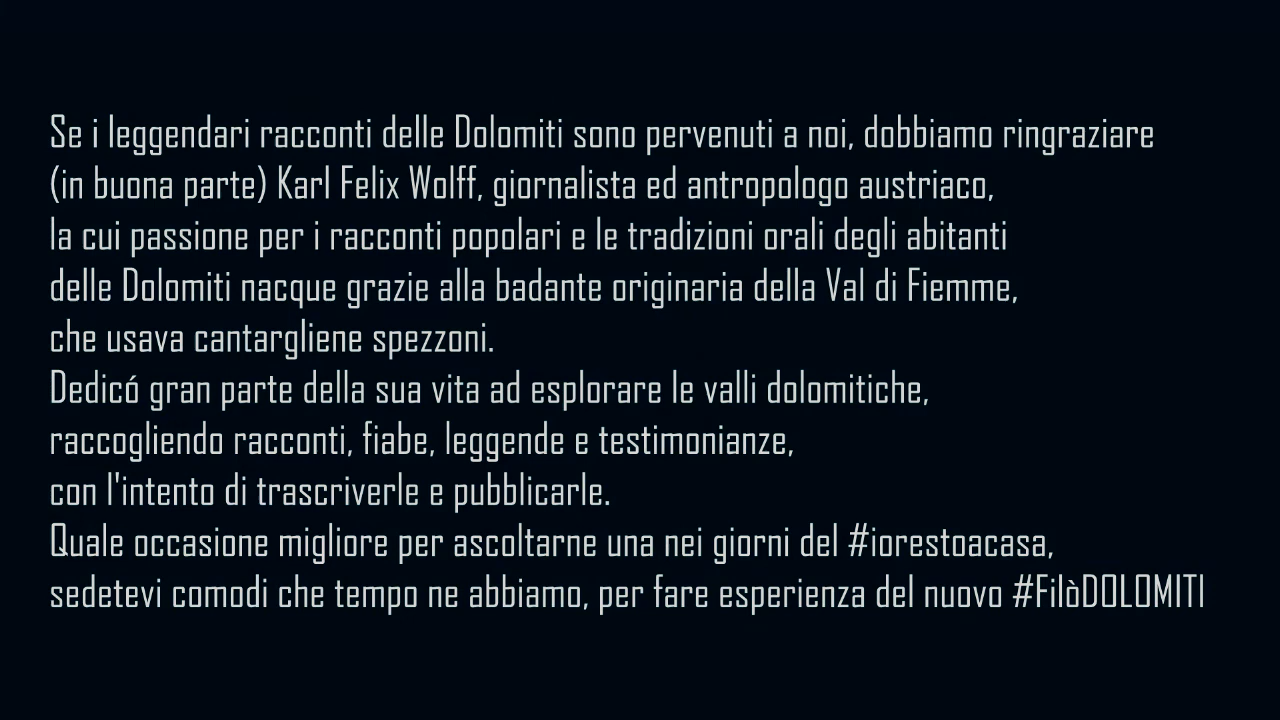 Se i leggendari racconti delle Dolomiti sono pervenuti a noi, dobbiamo ringraziare
(in buona parte) Karl Felix Wolff, giornalista ed antropologo austriaco,
la cui passione per i racconti popolari e le tradizioni orali degli abitanti
delle Dolomiti nacque grazie alla badante originaria della Val di Fiemme,
che usava cantargliene spezzoni.
Dedicó gran parte della sua vita ad esplorare le valli dolomitiche,
raccogliendo racconti, fiabe, leggende e testimonianze,
con l'intento di trascriverle e pubblicarle.
Quale occasione migliore per ascoltarne una nei giorni del #iorestoacasa,
sedetevi comodi che tempo ne abbiamo, per fare esperienza del nuovo #FilòDOLOMITI